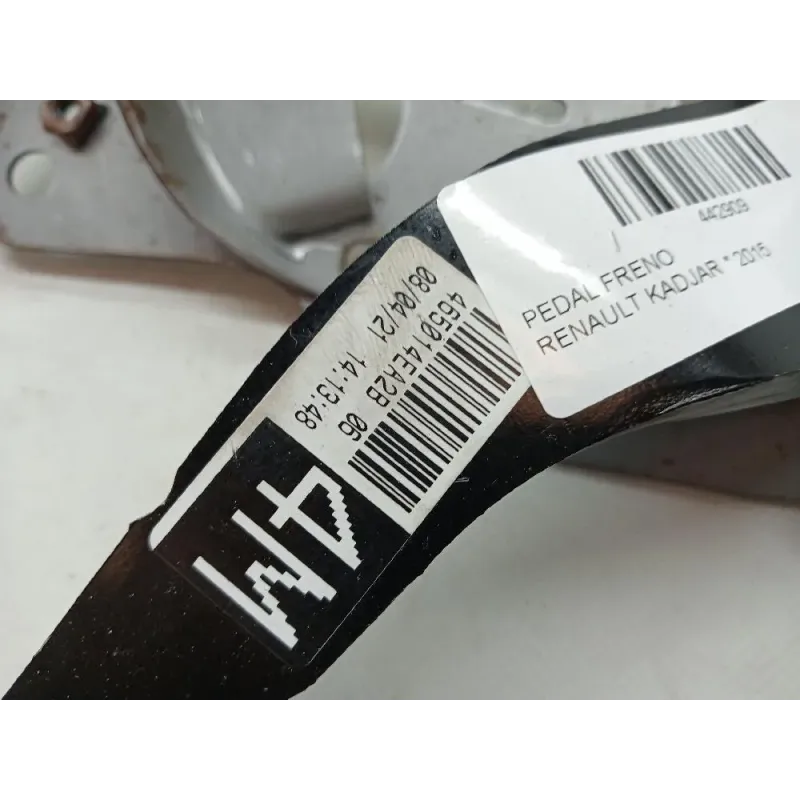 442909
PEDAL FRENO
RENAULT KADJAR * 2015
465014EA2B 06
08/04/21 14:13:48
4M